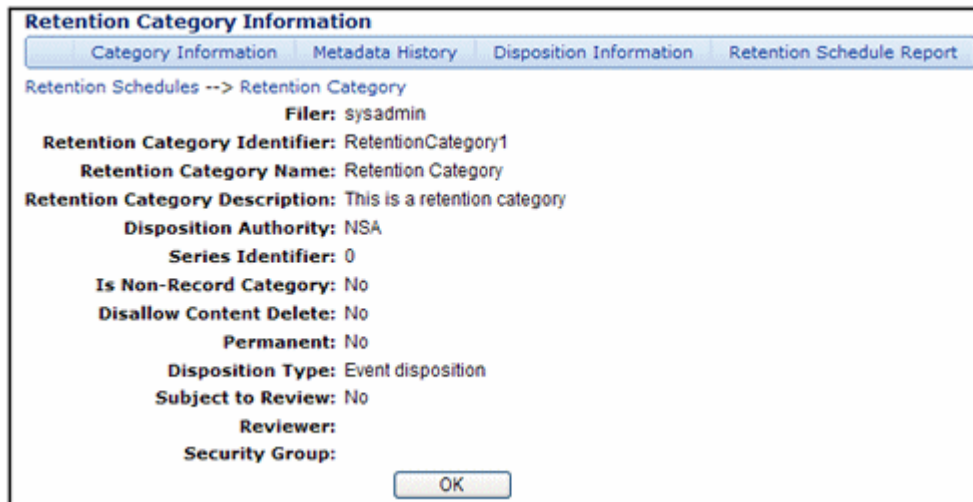 Retention Category Information
Category Information Metadata History Disposition Information Retention Schedule Report
Retention Schedules --> Retention Category
Filer: sysadmin
Retention Category Identifier: RetentionCategory1
Retention Category Name: Retention Category
Retention Category Description: This is a retention category
Disposition Authority: NSA
Series Identifier: 0
Is Non-Record Category: No
Disallow Content Delete: No
Permanent: No
Disposition Type: Event disposition
Subject to Review: No
Reviewer:
Security Group:
OK